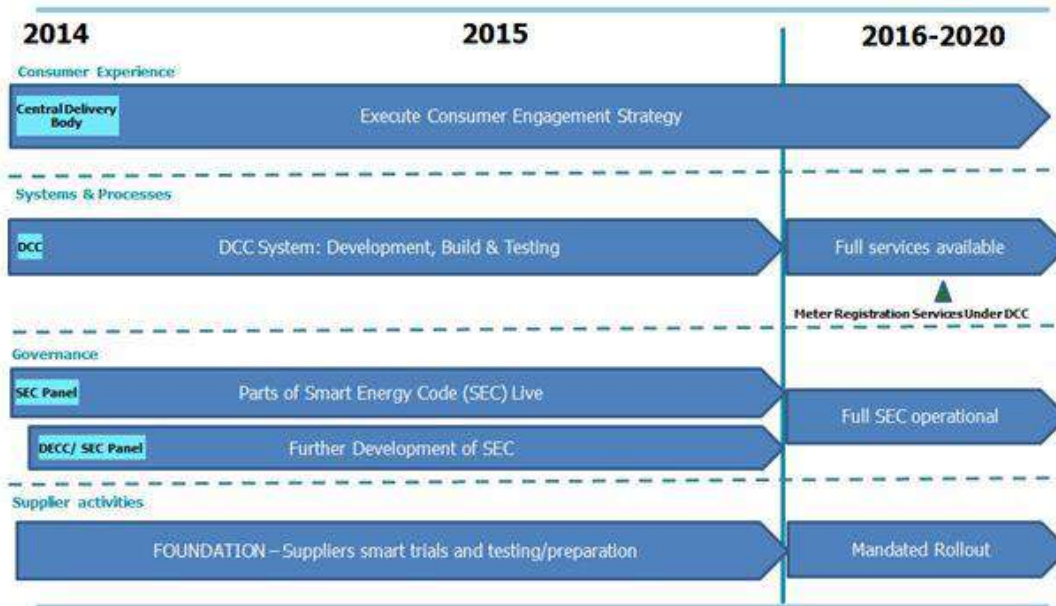 2014 2015 2016-2020
Consumer Experience
Central Delivery
Body
Execute Consumer Engagement Strategy
Systems & Processes
DCC
DCC System: Development, Build & Testing
Full services available
Meter Registration Services Under DCC
Governance
SEC Panel
Parts of Smart Energy Code (SEC) Live
Full SEC operational
DECC/ SEC Panel
Further Development of SEC
Supplier activities
FOUNDATION – Suppliers smart trials and testing/preparation
Mandated Rollout